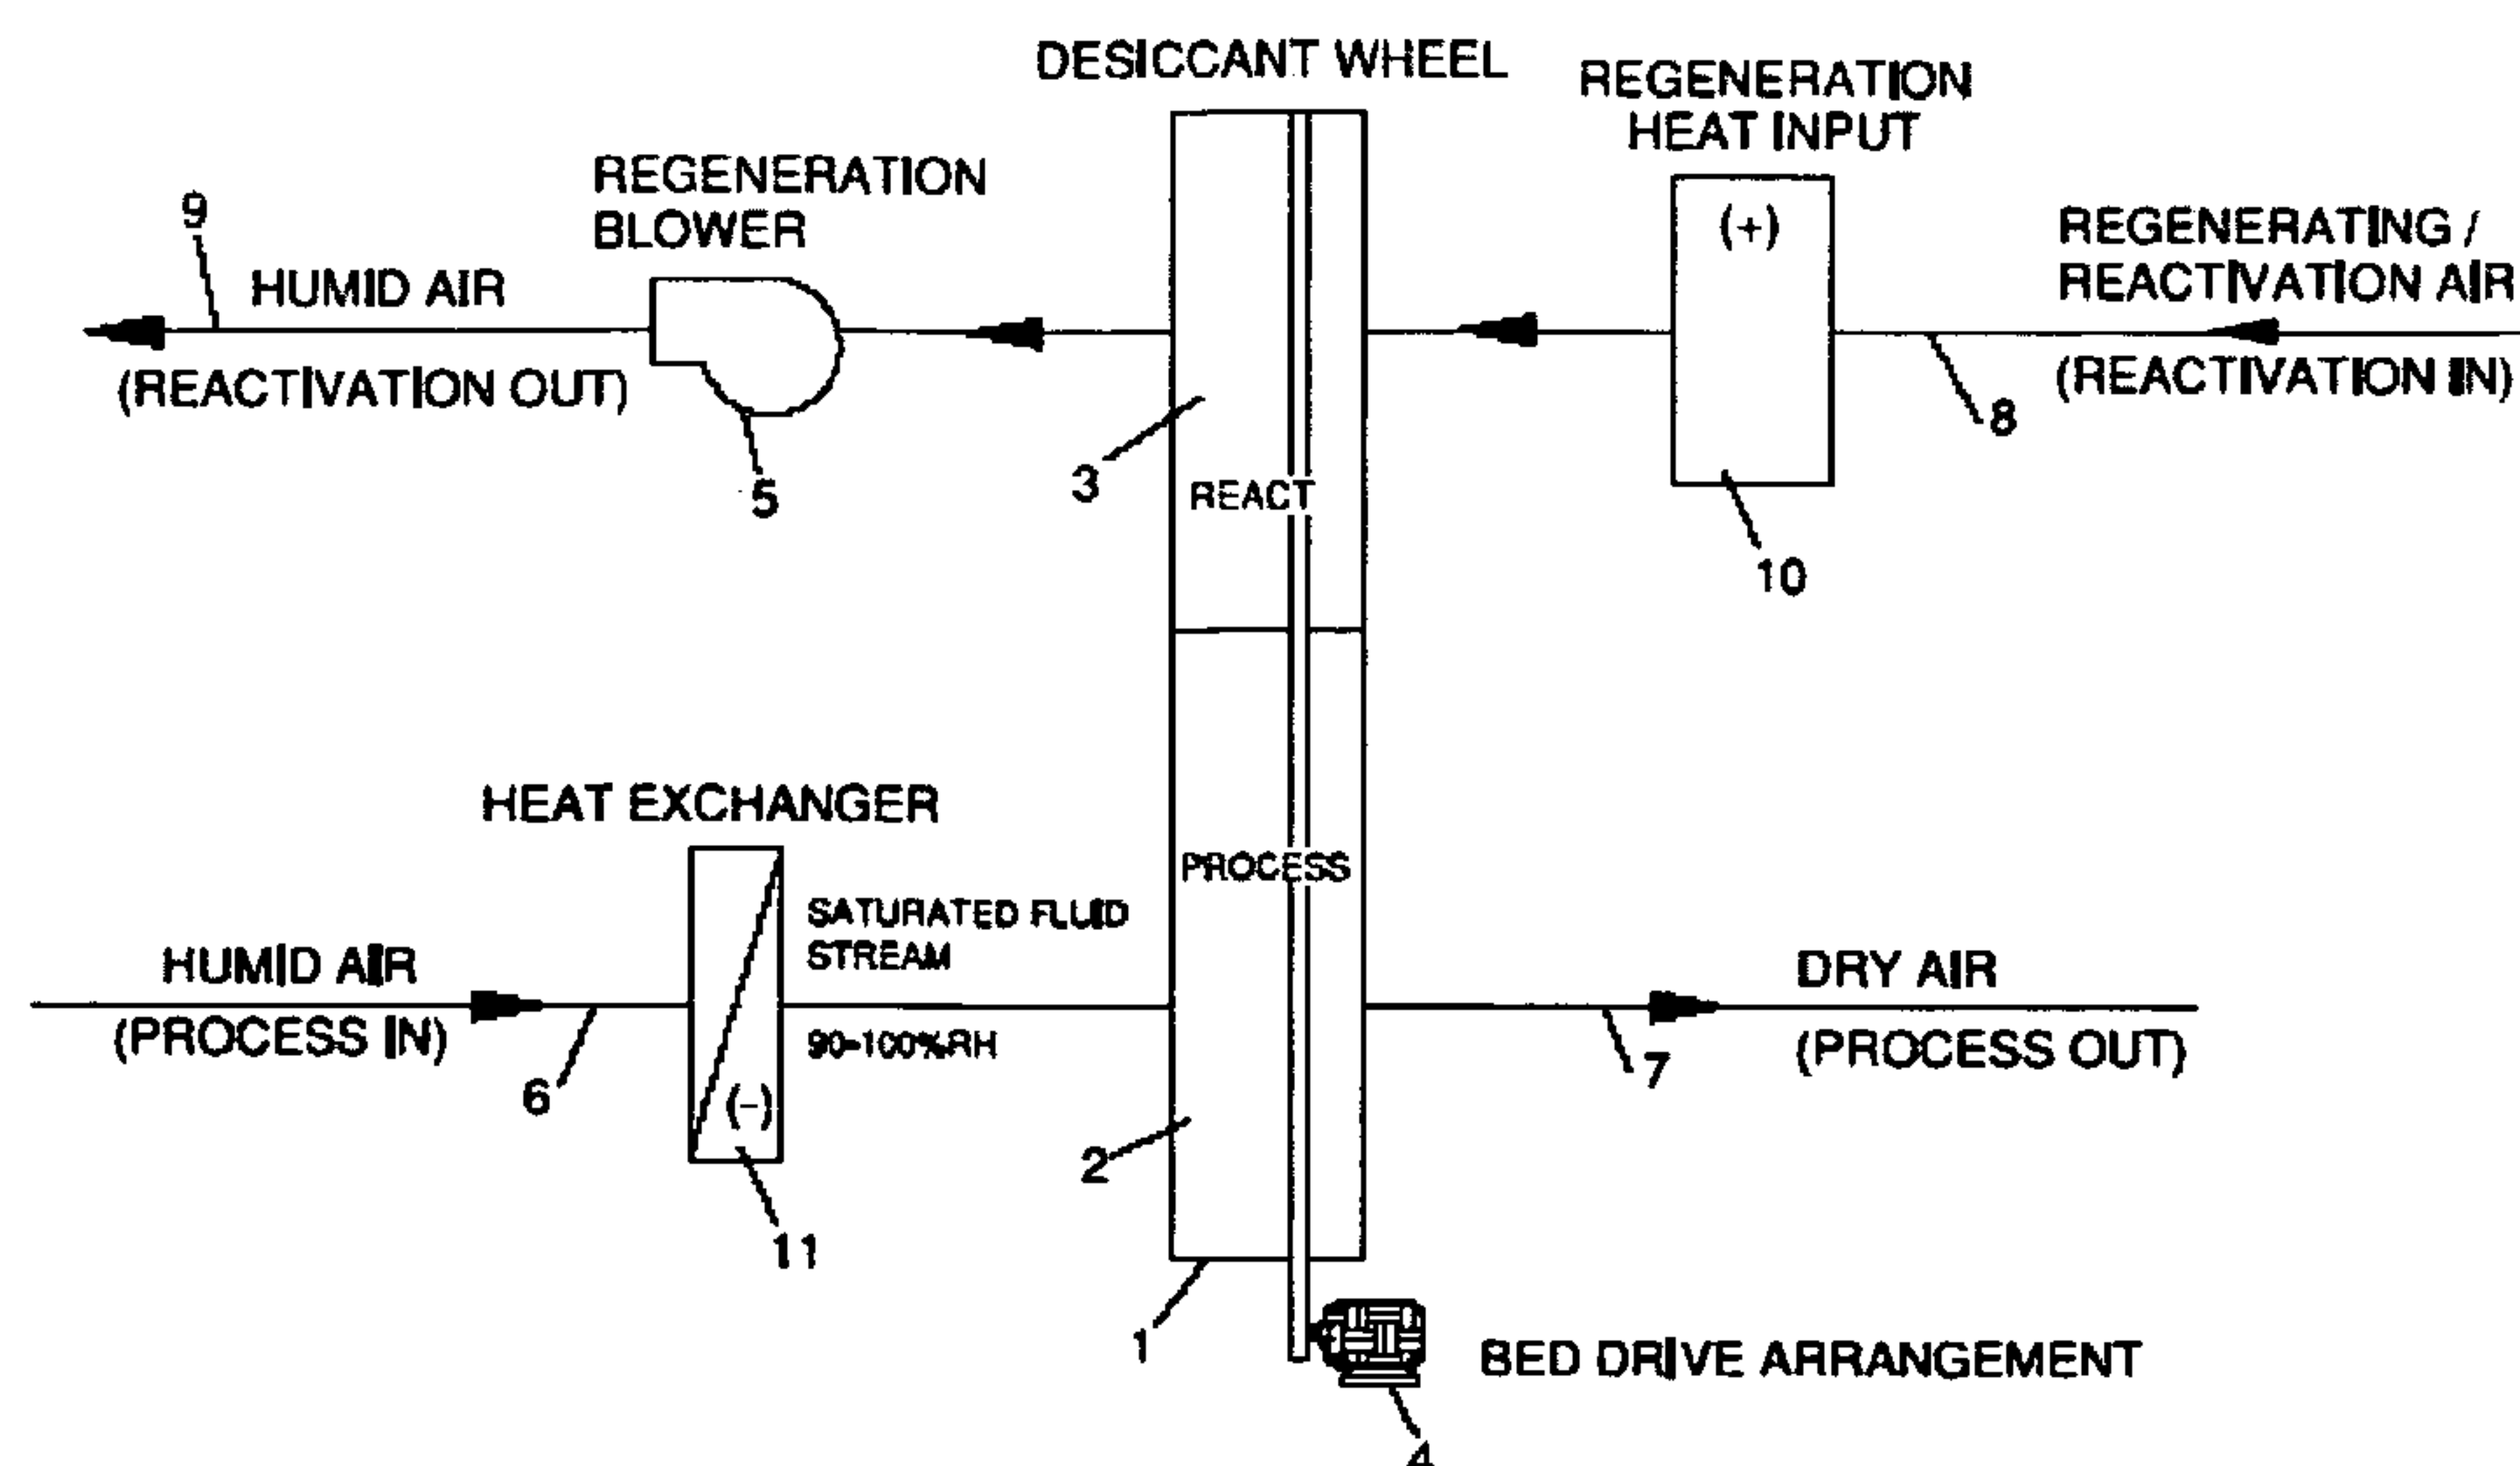 DESICCANT WHEEL
REGENERATION
HEAT INPUT
REGENERATION
BLOWER
(+)
REGENERATING /
REACTIVATION AIR
9
HUMID AIR
(REACTIVATION OUT)
(REACTIVATION IN)
8
3
5
REACT
10
HEAT EXCHANGER
PROCESS
SATURATED FLUID
STREAM
HUMID AIR
DRY AIR
(PROCESS IN)
90-100%RH
(PROCESS OUT)
6
7
(-)
2
11
1
BED DRIVE ARRANGEMENT
4